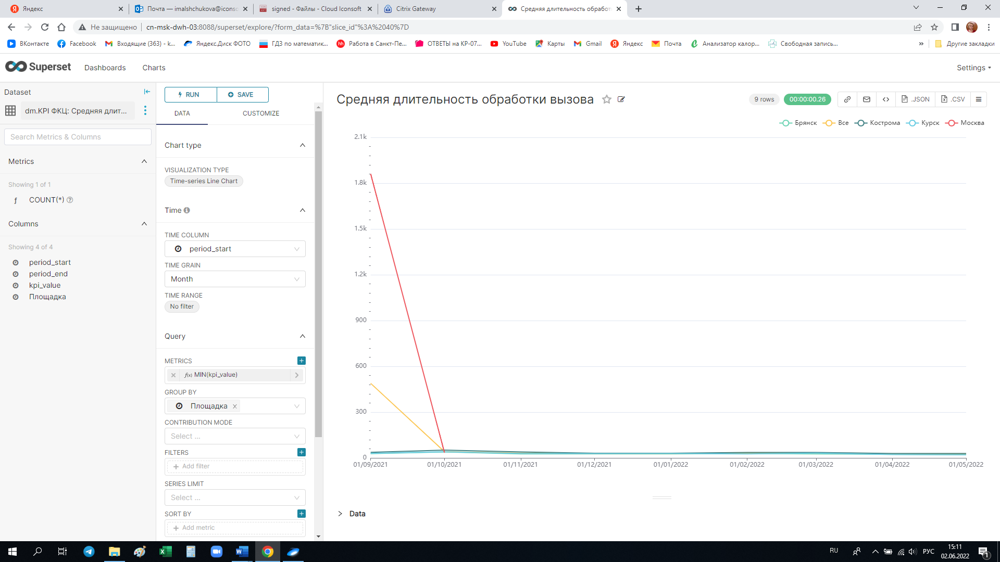 Яндекс
Почта — imalshchukova@iconsc
signed - Файлы - Cloud Iconsoft
Citrix Gateway
Средняя длительность обработ
Не защищено
cn-msk-dwh-03:8088/superset/explore/?form_data=%7B"slice_id"%3A%2040%7D
ВКонтакте
Facebook
Входящие (363) - k...
Яндекс.Диск ФОТО
ГДЗ по математик...
Работа в Санкт-Пе...
ОТВЕТЫ на КР-07...
YouTube
Карты
Gmail
Яндекс
Почта
Анализатор калор...
Свободная запись...
»
Другие закладки
Superset
Dashboards
Charts
Settings
Dataset
dm.KPI ФКЦ: Средняя длит...
Search Metrics & Columns
Metrics
Showing 1 of 1
ƒ COUNT(*)
Columns
Showing 4 of 4
period_start
period_end
kpi_value
Площадка
RUN
SAVE
DATA
CUSTOMIZE
Chart type
VISUALIZATION TYPE
Time-series Line Chart
Time
TIME COLUMN
period_start
TIME GRAIN
Month
TIME RANGE
No filter
Query
METRICS
f(x) MIN(kpi_value)
GROUP BY
Площадка
CONTRIBUTION MODE
Select ...
FILTERS
Add filter
SERIES LIMIT
Select ...
SORT BY
Add metric
Средняя длительность обработки вызова
9 rows
00:00:00.26
.JSON
.CSV
Брянск
Все
Кострома
Курск
Москва
2.1k
1.8k
1.5k
1.2k
900
600
300
0
01/09/2021
01/10/2021
01/11/2021
01/12/2021
01/01/2022
01/02/2022
01/03/2022
01/04/2022
01/05/2022
Data
RU
РУС
15:11
02.06.2022
1